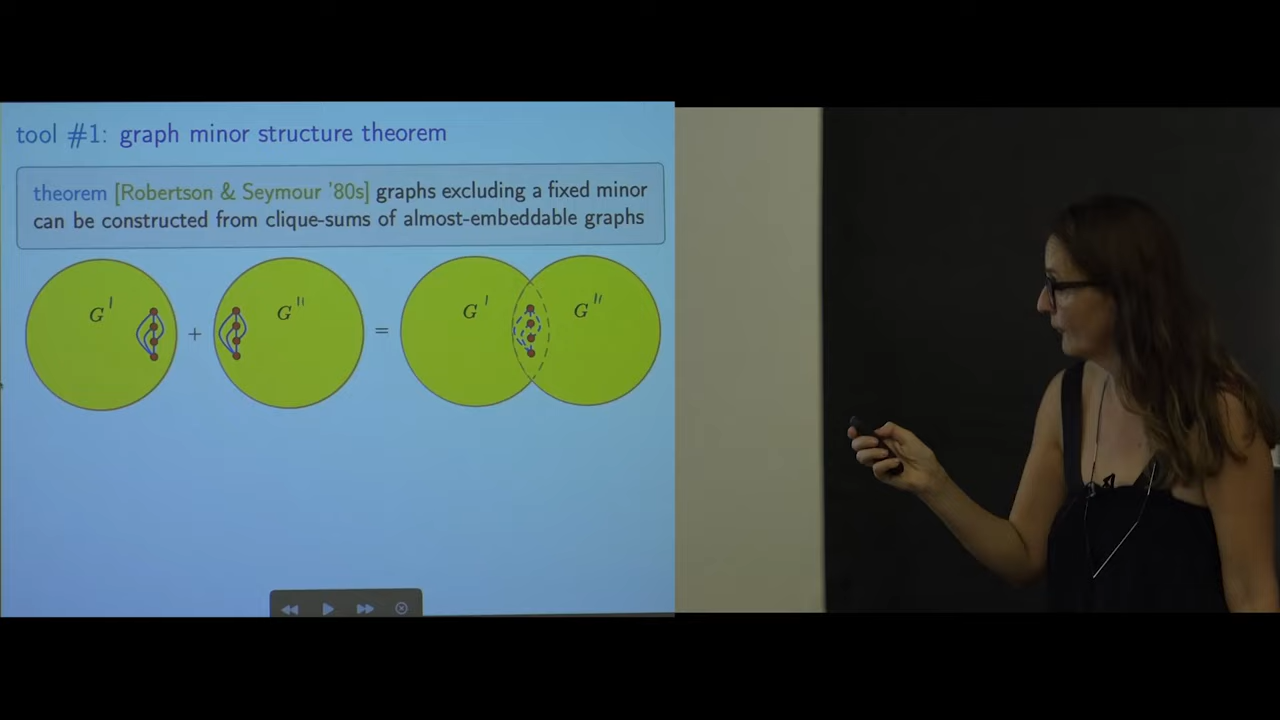 tool #1: graph minor structure theorem
theorem [Robertson & Seymour '80s] graphs excluding a fixed minor
can be constructed from clique-sums of almost-embeddable graphs
G' + G'' = G' G''